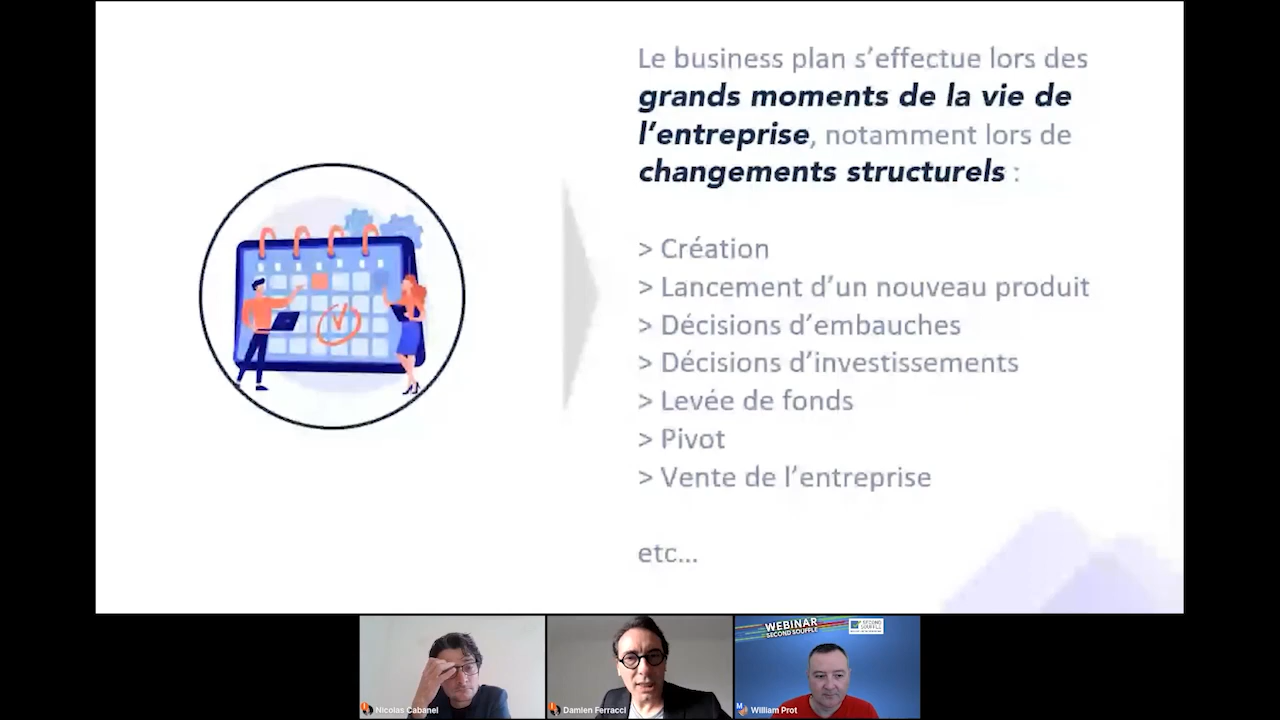 Le business plan s'effectue lors des
grands moments de la vie de
l'entreprise, notamment lors de
changements structurels :
> Création
> Lancement d'un nouveau produit
> Décisions d'embauches
> Décisions d'investissements
> Levée de fonds
> Pivot
> Vente de l'entreprise
etc...
WEBINAR
SECOND SOUFFLE
SECOND
SOUFFLE
Nicolas Cabanel
Damien Ferracci
William Prot